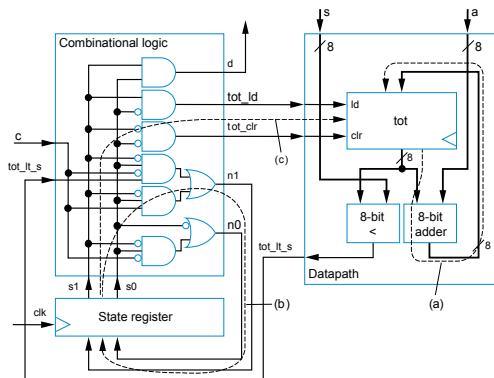 s
a
Combinational logic
8
8
d
tot_ld
ld
c
tot_clr
tot
clr
(c)
tot_lt_s
8
n1
n0
8-bit
<
8-bit
adder
tot_lt_s
8
s1
s0
Datapath
(a)
clk
State register
(b)